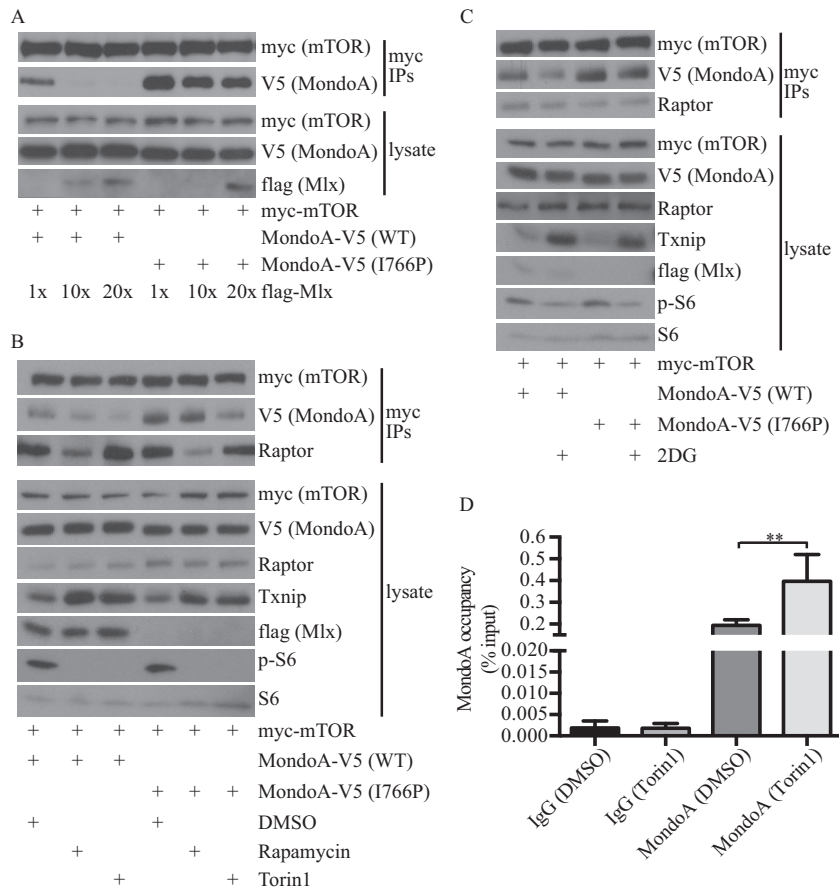 A
myc (mTOR)
V5 (MondoA)
myc IPs
myc (mTOR)
V5 (MondoA)
flag (Mlx)
lysate
+ + + + + + myc-mTOR
+ + + MondoA-V5 (WT)
+ + + MondoA-V5 (I766P)
1x 10x 20x 1x 10x 20x flag-Mlx
B
myc (mTOR)
V5 (MondoA)
Raptor
myc IPs
myc (mTOR)
V5 (MondoA)
Raptor
Txnip
flag (Mlx)
p-S6
S6
lysate
+ + + + + + myc-mTOR
+ + + MondoA-V5 (WT)
+ + + MondoA-V5 (I766P)
+ + DMSO
+ + Rapamycin
+ + Torin1
C
myc (mTOR)
V5 (MondoA)
Raptor
myc IPs
myc (mTOR)
V5 (MondoA)
Raptor
Txnip
flag (Mlx)
p-S6
S6
lysate
+ + + + myc-mTOR
+ + MondoA-V5 (WT)
+ + MondoA-V5 (I766P)
+ + 2DG
D
MondoA occupancy
(% input)
0.6
0.5
0.4
0.3
0.2
0.020
0.015
0.010
0.005
0.000
**
IgG (DMSO)
IgG (Torin1)
MondoA (DMSO)
MondoA (Torin1)